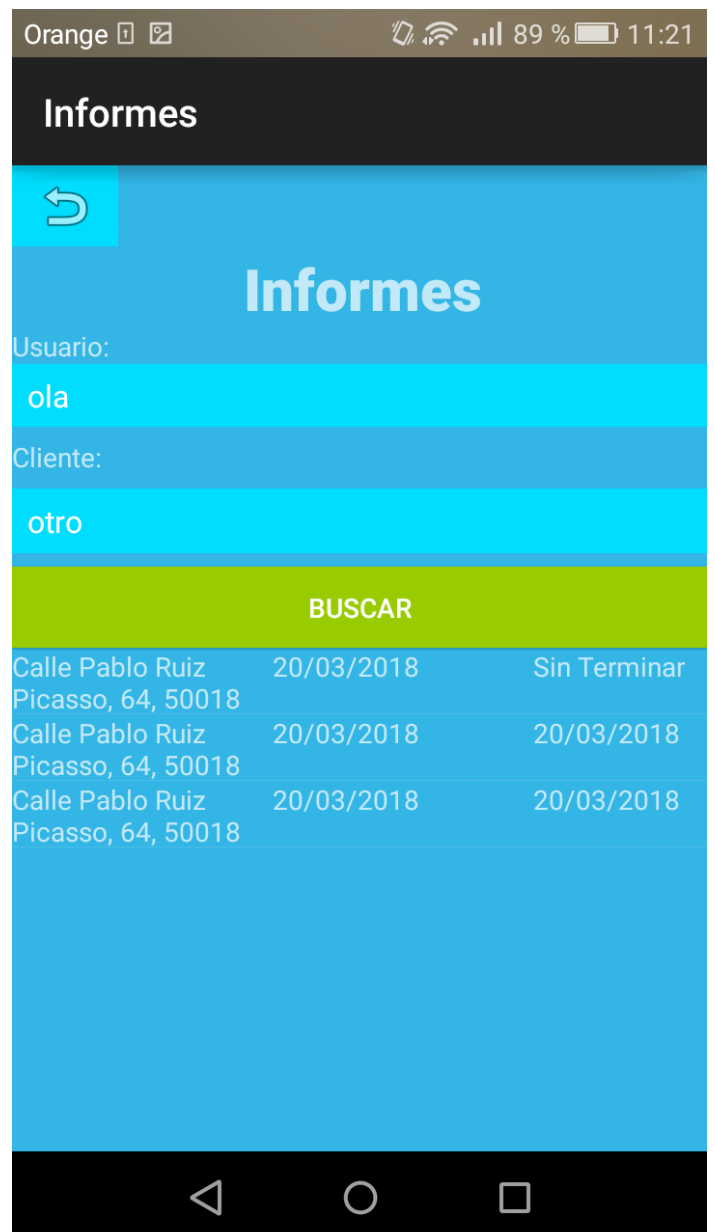 Orange 89 % 11:21
Informes
Informes
Usuario:
ola
Cliente:
otro
BUSCAR
Calle Pablo Ruiz 20/03/2018 Sin Terminar
Picasso, 64, 50018
Calle Pablo Ruiz 20/03/2018 20/03/2018
Picasso, 64, 50018
Calle Pablo Ruiz 20/03/2018 20/03/2018
Picasso, 64, 50018